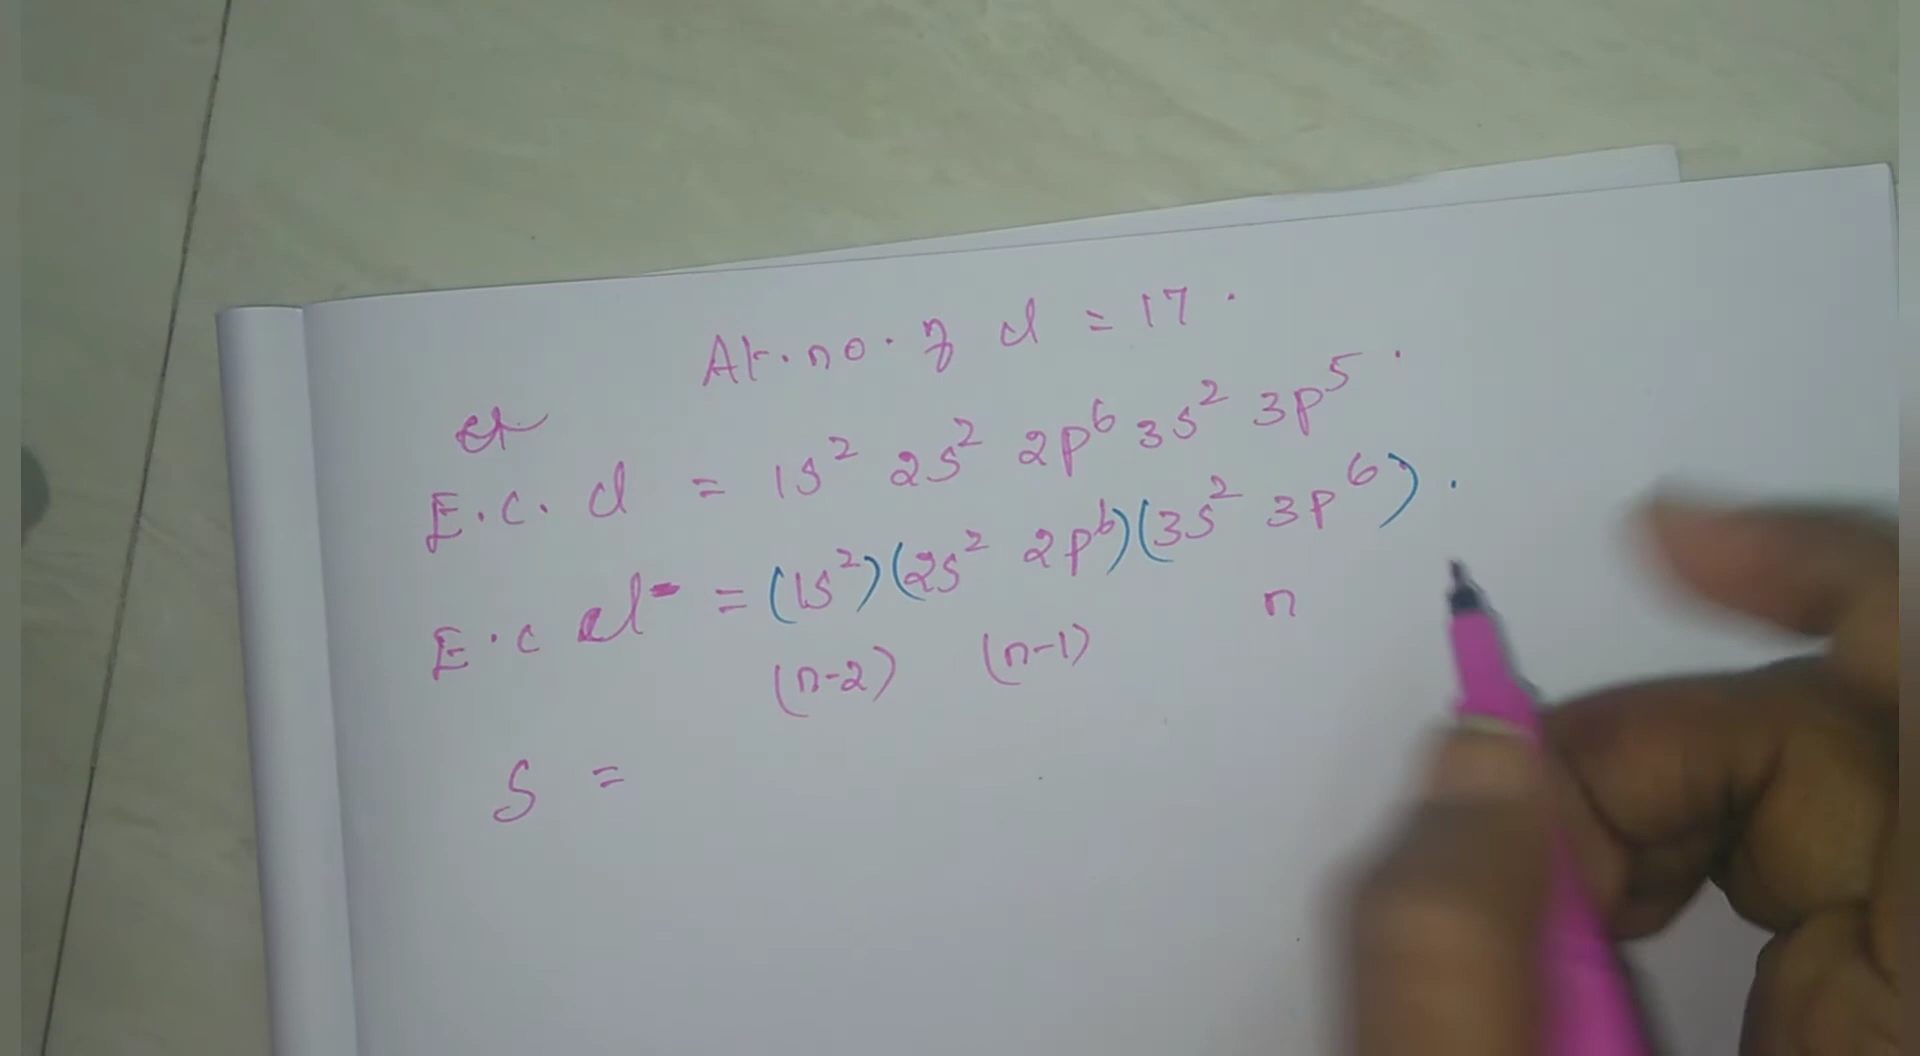 At. no. of Cl = 17.
Cl
E.C. Cl = 1s² 2s² 2p⁶ 3s² 3p⁵.
E.C Cl⁻ = (1s²)(2s² 2p⁶)(3s² 3p⁶).
(n-2) (n-1) n
S =